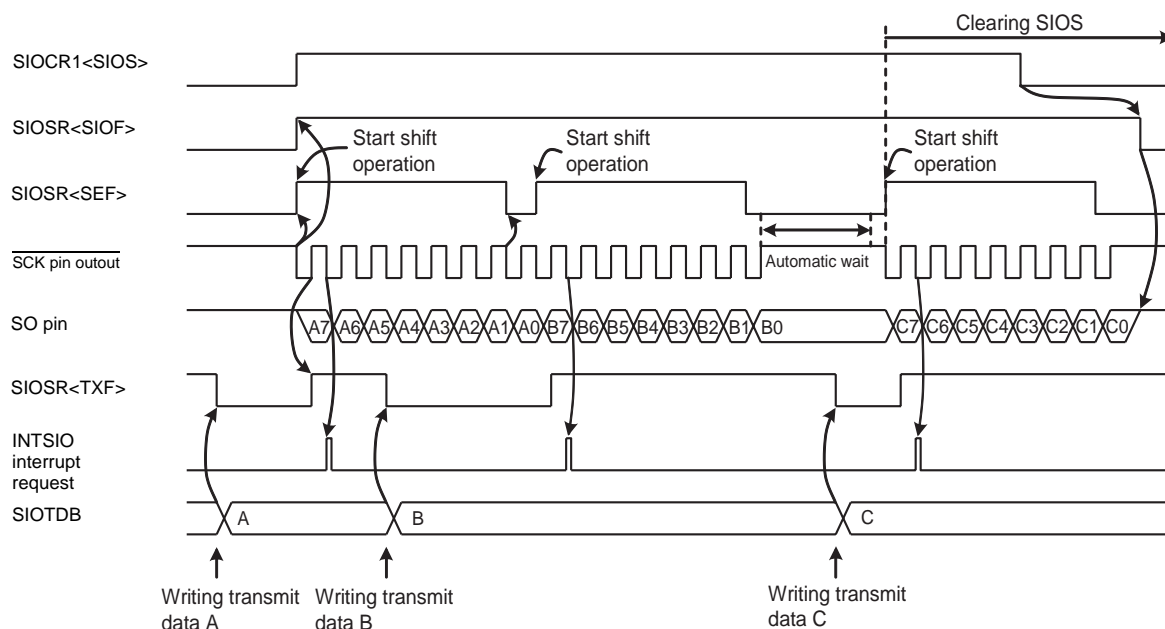 Clearing SIOS
SIOCR1<SIOS>
SIOSR<SIOF>
Start shift
operation
Start shift
operation
Start shift
operation
SIOSR<SEF>
SCK pin outout
Automatic wait
SO pin
A7 A6 A5 A4 A3 A2 A1 A0 B7 B6 B5 B4 B3 B2 B1 B0 C7 C6 C5 C4 C3 C2 C1 C0
SIOSR<TXF>
INTSIO
interrupt
request
SIOTDB
A
B
C
Writing transmit
data A
Writing transmit
data B
Writing transmit
data C